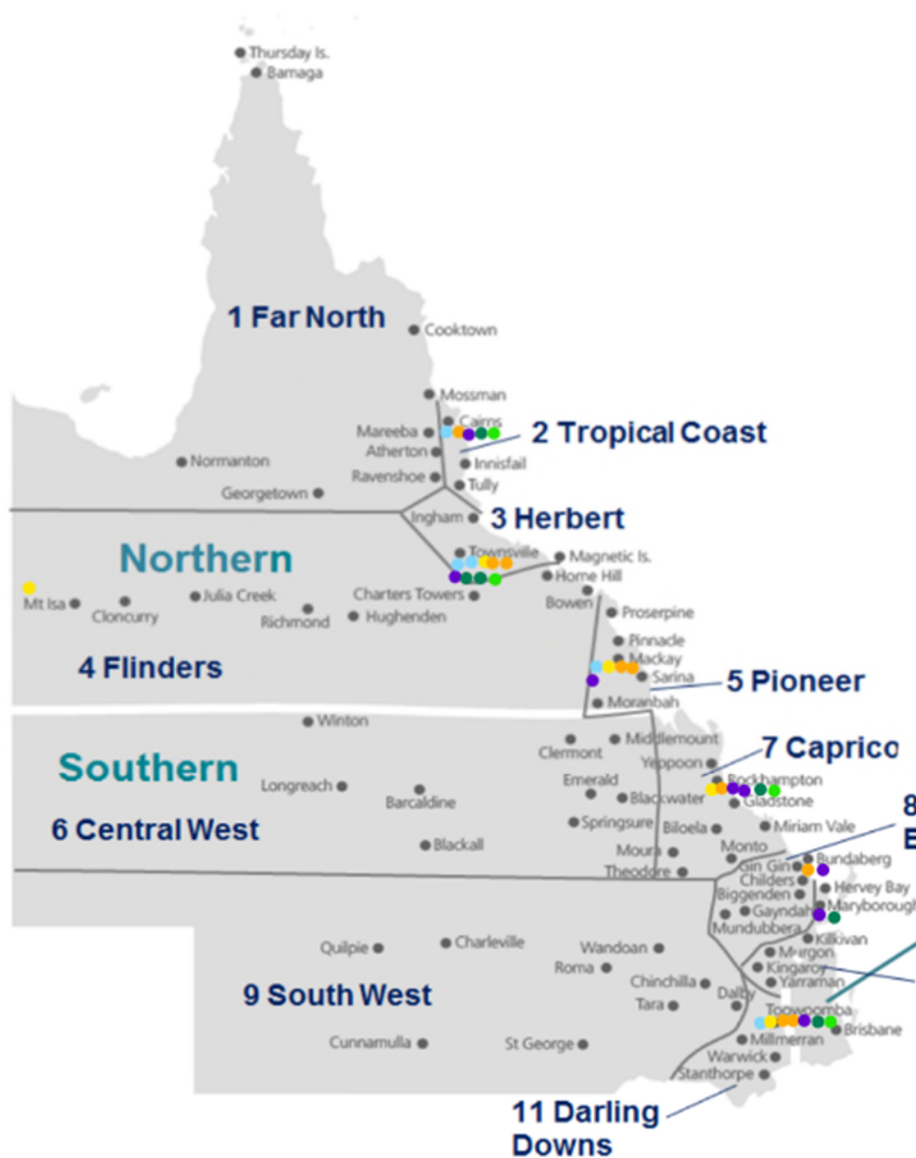 Thursday Is.
Bamaga
1 Far North
Cooktown
Mossman
Cairns
Mareeba
2 Tropical Coast
Atherton
Normanton
Innisfail
Ravenshoe
Tully
Georgetown
Ingham
3 Herbert
Northern
Townsville
Magnetic Is.
Home Hill
Mt Isa
Julia Creek
Charters Towers
Bowen
Cloncurry
Richmond
Hughenden
Proserpine
Pinnacle
4 Flinders
Mackay
Sarina
5 Pioneer
Moranbah
Winton
Clermont
Middlemount
7 Caprico
Southern
Yeppoon
Longreach
Emerald
Rockhampton
Barcaldine
Blackwater
Gladstone
6 Central West
Springsure
Biloela
Miriam Vale
8
E
Blackall
Moura
Monto
Bundaberg
Theodore
Gin Gin
Childers
Hervey Bay
Biggenden
Maryborough
Gayndah
Mundubbera
Kilkivan
Quilpie
Charleville
Wandoan
Murgon
Roma
Kingaroy
9 South West
Chinchilla
Yarraman
Tara
Dalby
Toowoomba
Brisbane
Cunnamulla
St George
Millmerran
Warwick
Stanthorpe
11 Darling
Downs